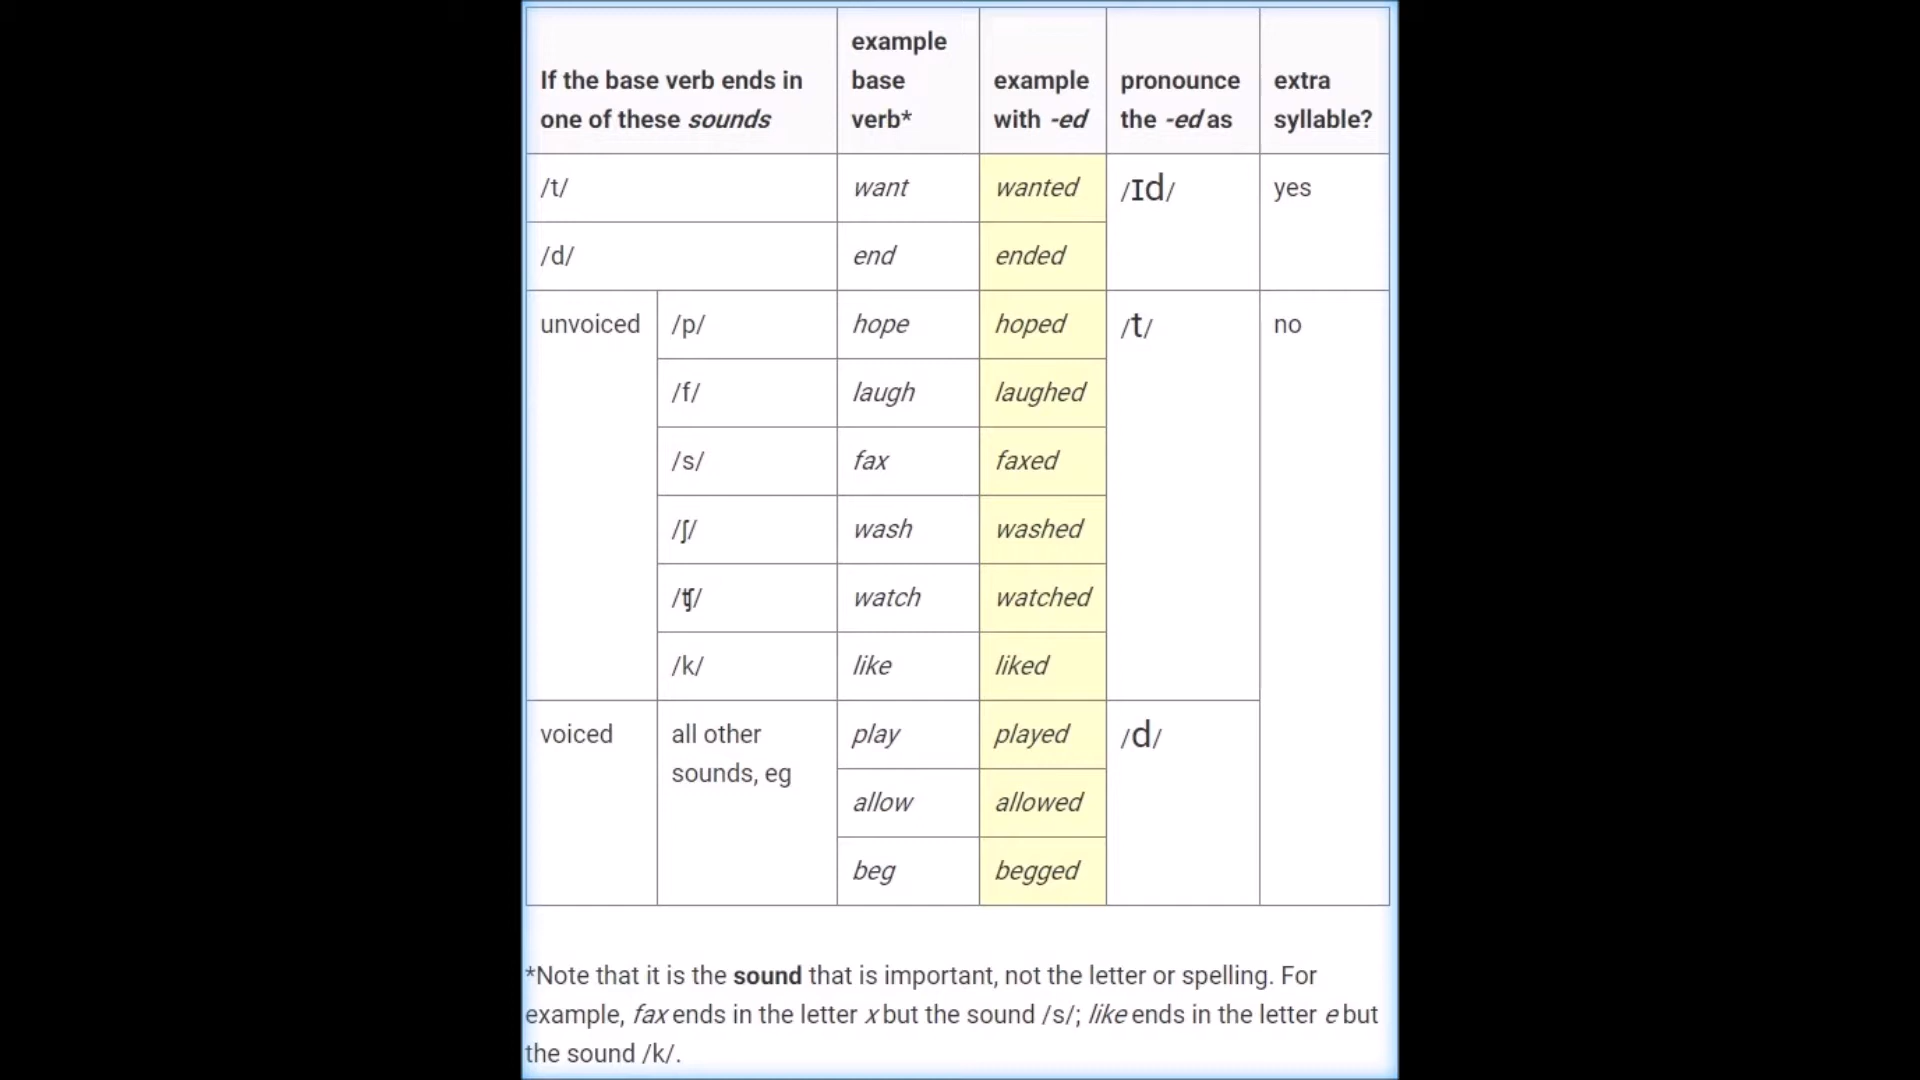 If the base verb ends in one of these sounds | example base verb* | example with -ed | pronounce the -ed as | extra syllable?
/t/ | want | wanted | /ɪd/ | yes
/d/ | end | ended
unvoiced | /p/ | hope | hoped | /t/ | no
/f/ | laugh | laughed
/s/ | fax | faxed
/ʃ/ | wash | washed
/ʧ/ | watch | watched
/k/ | like | liked
voiced | all other sounds, eg | play | played | /d/
allow | allowed
beg | begged
*Note that it is the sound that is important, not the letter or spelling. For
example, fax ends in the letter x but the sound /s/; like ends in the letter e but
the sound /k/.